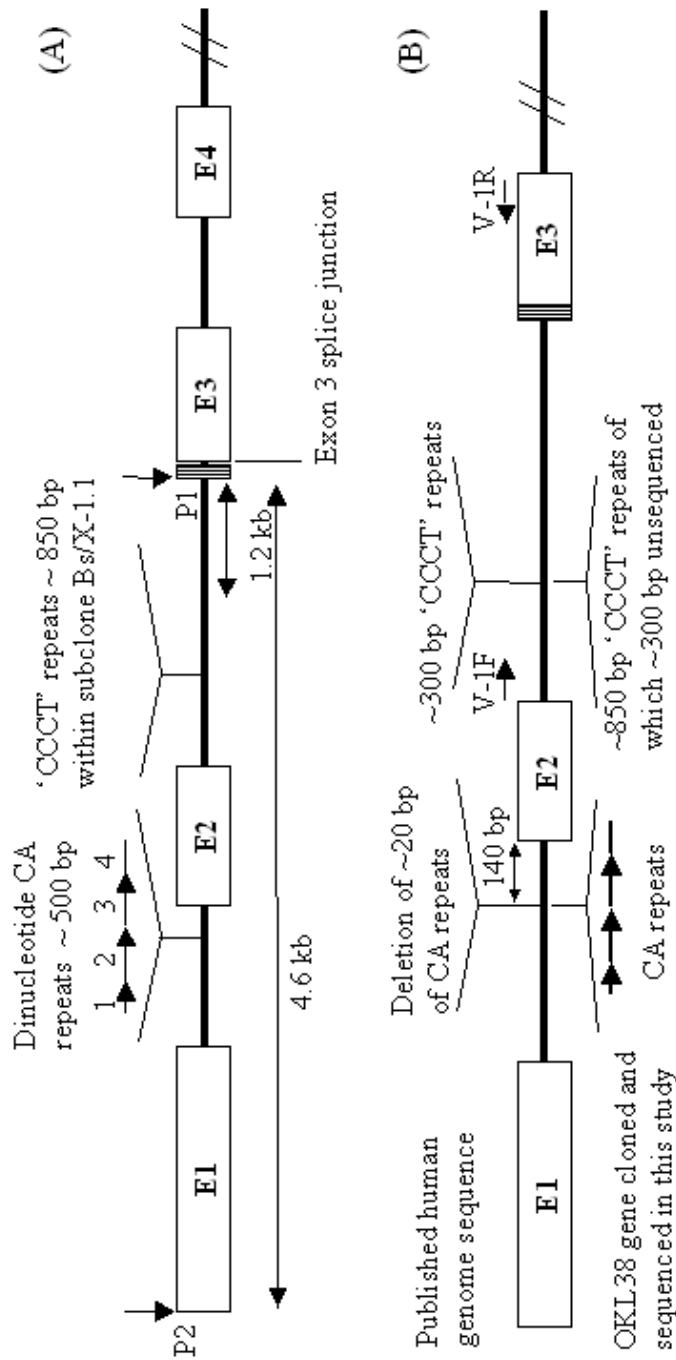 (A)
Dinucleotide CA
repeats ~ 500 bp
1 2 3 4
'CCCT' repeats ~ 850 bp
within subclone Bs/X-1.1
P2
E1
E2
P1
E3
E4
1.2 kb
4.6 kb
Exon 3 splice junction
(B)
Published human
genome sequence
Deletion of ~20 bp
of CA repeats
140 bp
V-1F
~300 bp 'CCCT' repeats
V-1R
E1
E2
E3
OKL38 gene cloned and
sequenced in this study
CA repeats
~850 bp 'CCCT' repeats of
which ~300 bp unsequenced